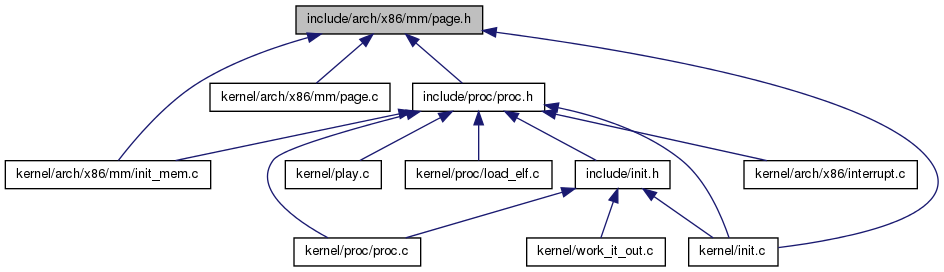 include/arch/x86/mm/page.h
kernel/arch/x86/mm/page.c
include/proc/proc.h
kernel/arch/x86/mm/init_mem.c
kernel/play.c
kernel/proc/load_elf.c
include/init.h
kernel/arch/x86/interrupt.c
kernel/proc/proc.c
kernel/work_it_out.c
kernel/init.c